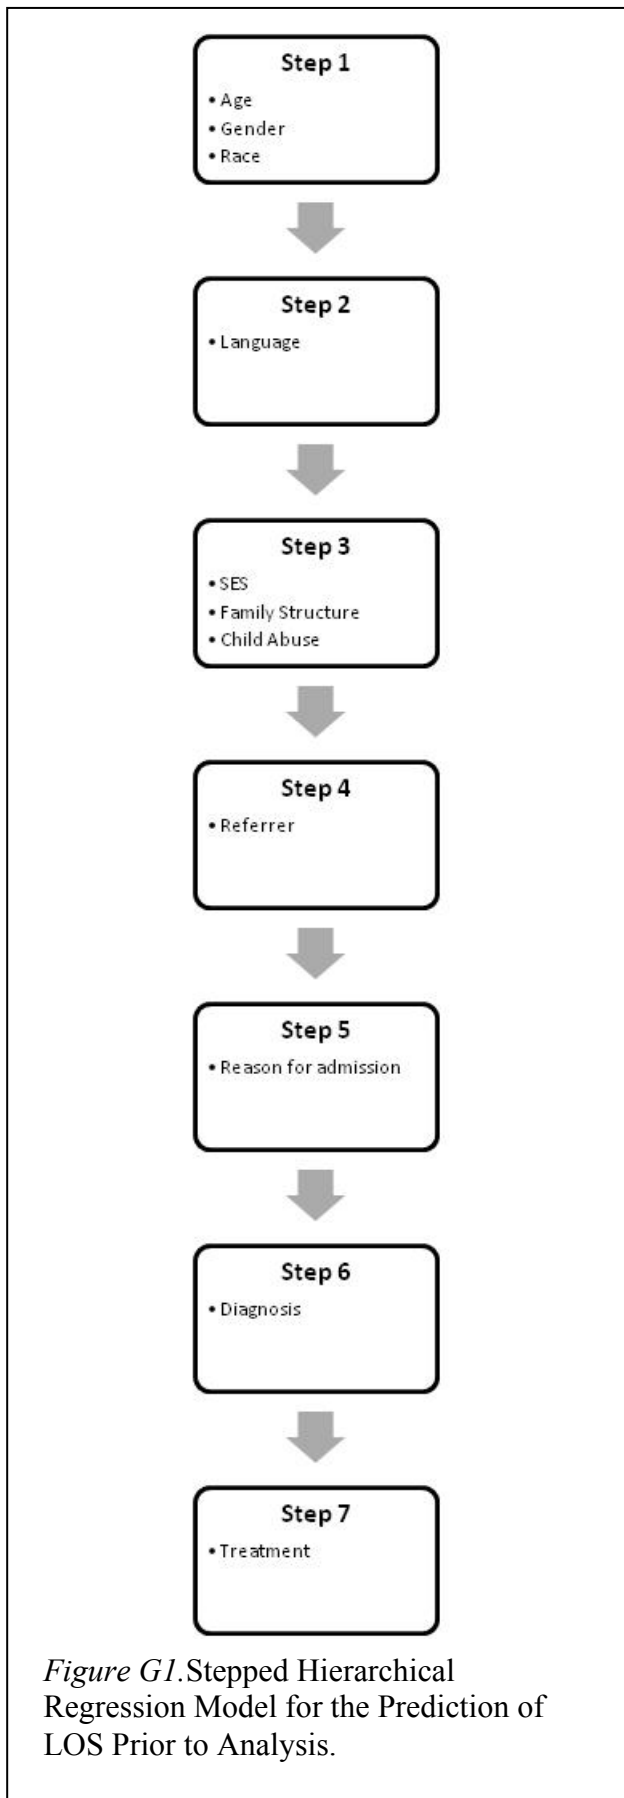 Step 1
• Age
• Gender
• Race
Step 2
• Language
Step 3
• SES
• Family Structure
• Child Abuse
Step 4
• Referrer
Step 5
• Reason for admission
Step 6
• Diagnosis
Step 7
• Treatment
Figure G1.Stepped Hierarchical
Regression Model for the Prediction of
LOS Prior to Analysis.